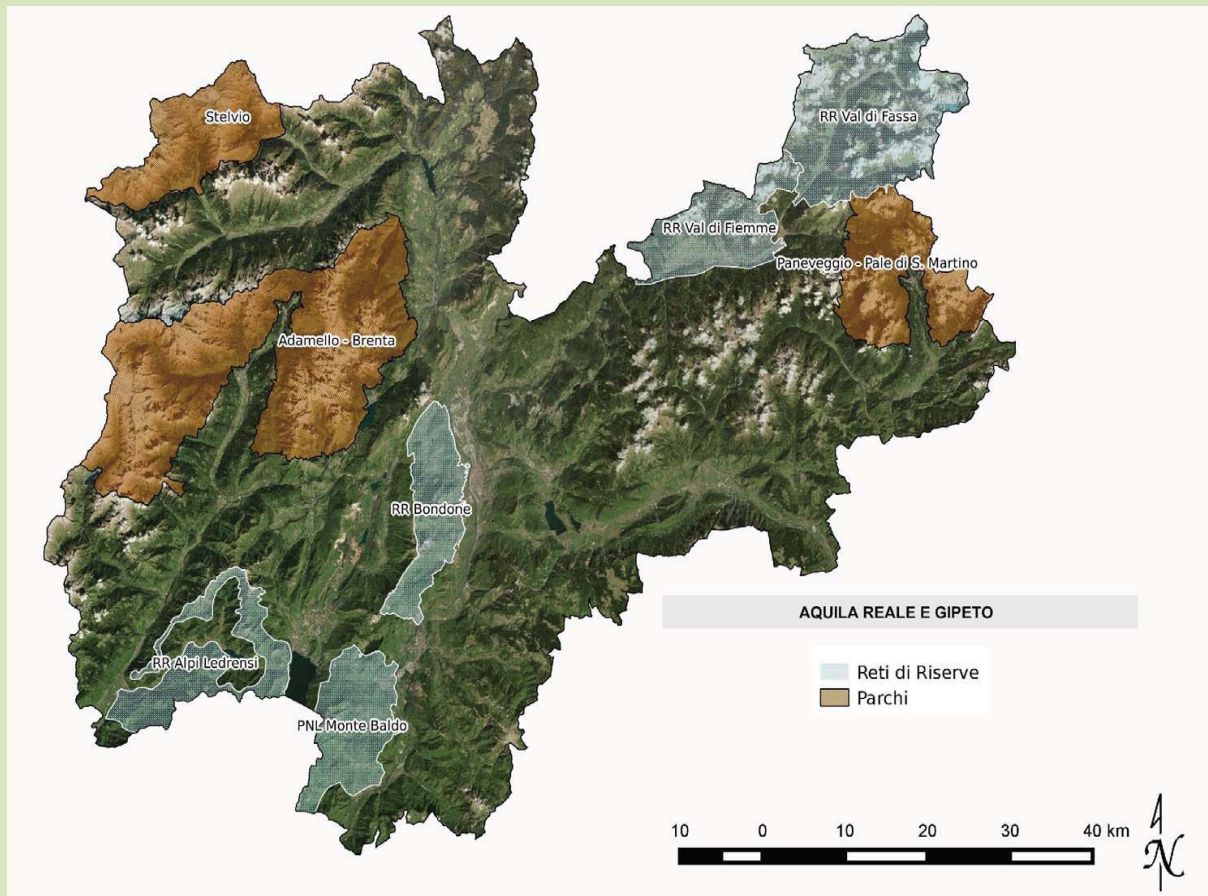 Stelvio
RR Val di Fassa
RR Val di Fiemme
Paneveggio - Pale di S. Martino
Adamello - Brenta
RR Bondone
RR Alpi Ledrensi
PNL Monte Baldo
AQUILA REALE E GIPETO
Reti di Riserve
Parchi
10 0 10 20 30 40 km
N